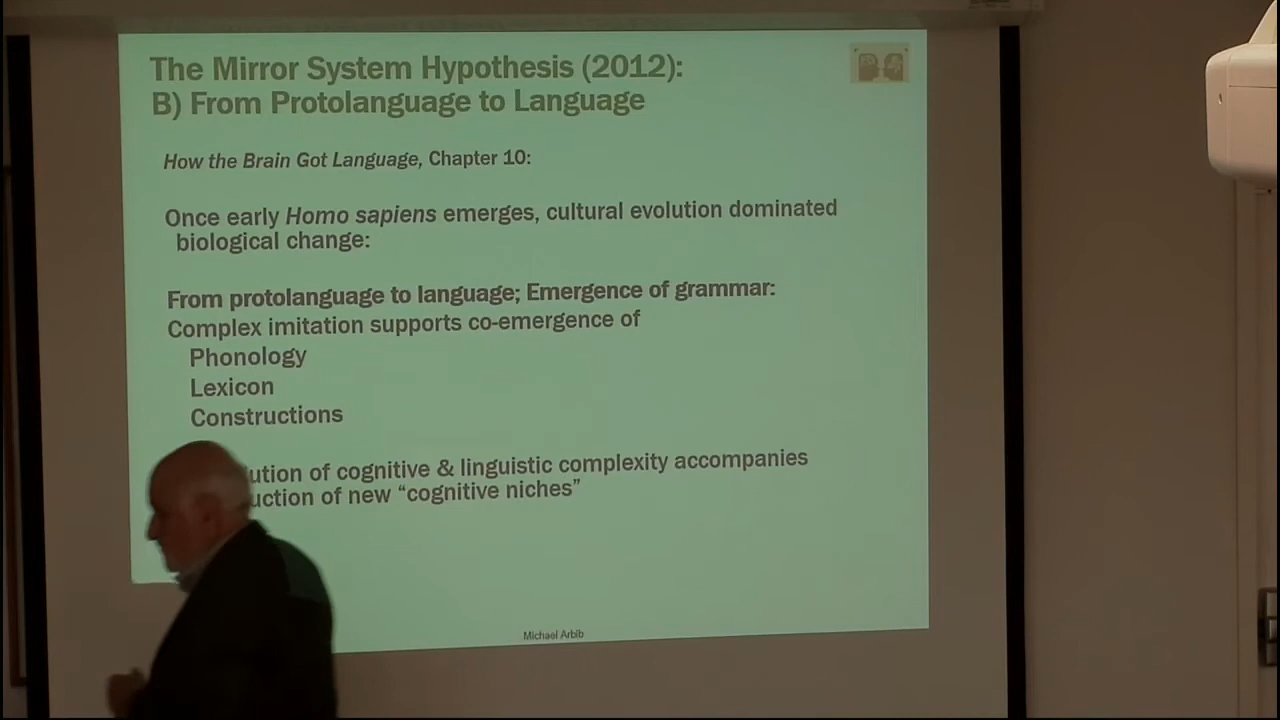 The Mirror System Hypothesis (2012):
B) From Protolanguage to Language
How the Brain Got Language, Chapter 10:
Once early Homo sapiens emerges, cultural evolution dominated
biological change:
From protolanguage to language; Emergence of grammar:
Complex imitation supports co-emergence of
Phonology
Lexicon
Constructions
of cognitive & linguistic complexity accompanies
of new “cognitive niches”
Michael Arbib